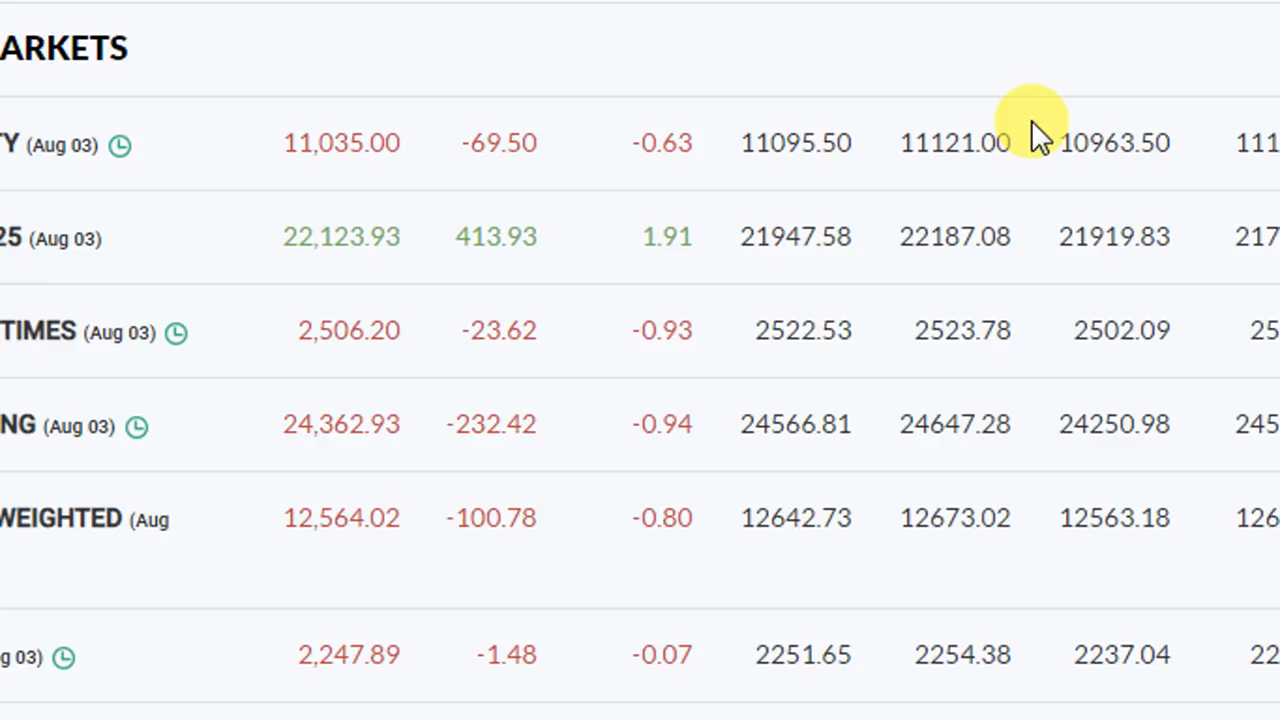 ARKETS
TY (Aug 03) 11,035.00 -69.50 -0.63 11095.50 11121.00 10963.50 111
25 (Aug 03) 22,123.93 413.93 1.91 21947.58 22187.08 21919.83 217
TIMES (Aug 03) 2,506.20 -23.62 -0.93 2522.53 2523.78 2502.09 25
NG (Aug 03) 24,362.93 -232.42 -0.94 24566.81 24647.28 24250.98 245
WEIGHTED (Aug 12,564.02 -100.78 -0.80 12642.73 12673.02 12563.18 126
g 03) 2,247.89 -1.48 -0.07 2251.65 2254.38 2237.04 22